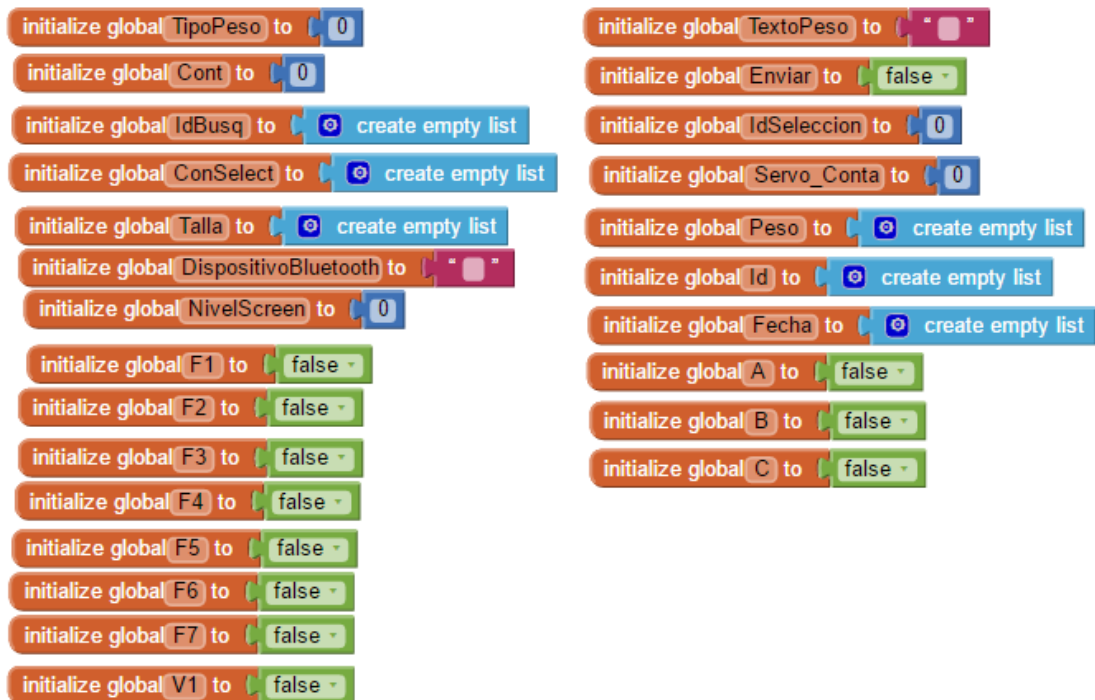 initialize global TipoPeso to 0
initialize global Cont to 0
initialize global IdBusq to create empty list
initialize global ConSelect to create empty list
initialize global Talla to create empty list
initialize global DispositivoBluetooth to “ ”
initialize global NivelScreen to 0
initialize global F1 to false
initialize global F2 to false
initialize global F3 to false
initialize global F4 to false
initialize global F5 to false
initialize global F6 to false
initialize global F7 to false
initialize global V1 to false
initialize global TextoPeso to “ ”
initialize global Enviar to false
initialize global IdSeleccion to 0
initialize global Servo_Conta to 0
initialize global Peso to create empty list
initialize global Id to create empty list
initialize global Fecha to create empty list
initialize global A to false
initialize global B to false
initialize global C to false